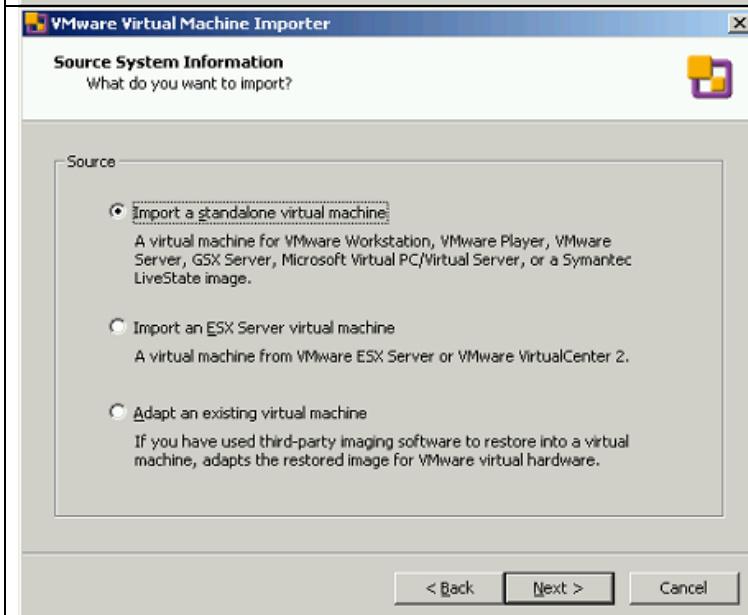 VMware Virtual Machine Importer
Source System Information
What do you want to import?
Source
Import a standalone virtual machine
A virtual machine for VMware Workstation, VMware Player, VMware
Server, GSX Server, Microsoft Virtual PC/Virtual Server, or a Symantec
LiveState image.
Import an ESX Server virtual machine
A virtual machine from VMware ESX Server or VMware VirtualCenter 2.
Adapt an existing virtual machine
If you have used third-party imaging software to restore into a virtual
machine, adapts the restored image for VMware virtual hardware.
< Back Next > Cancel